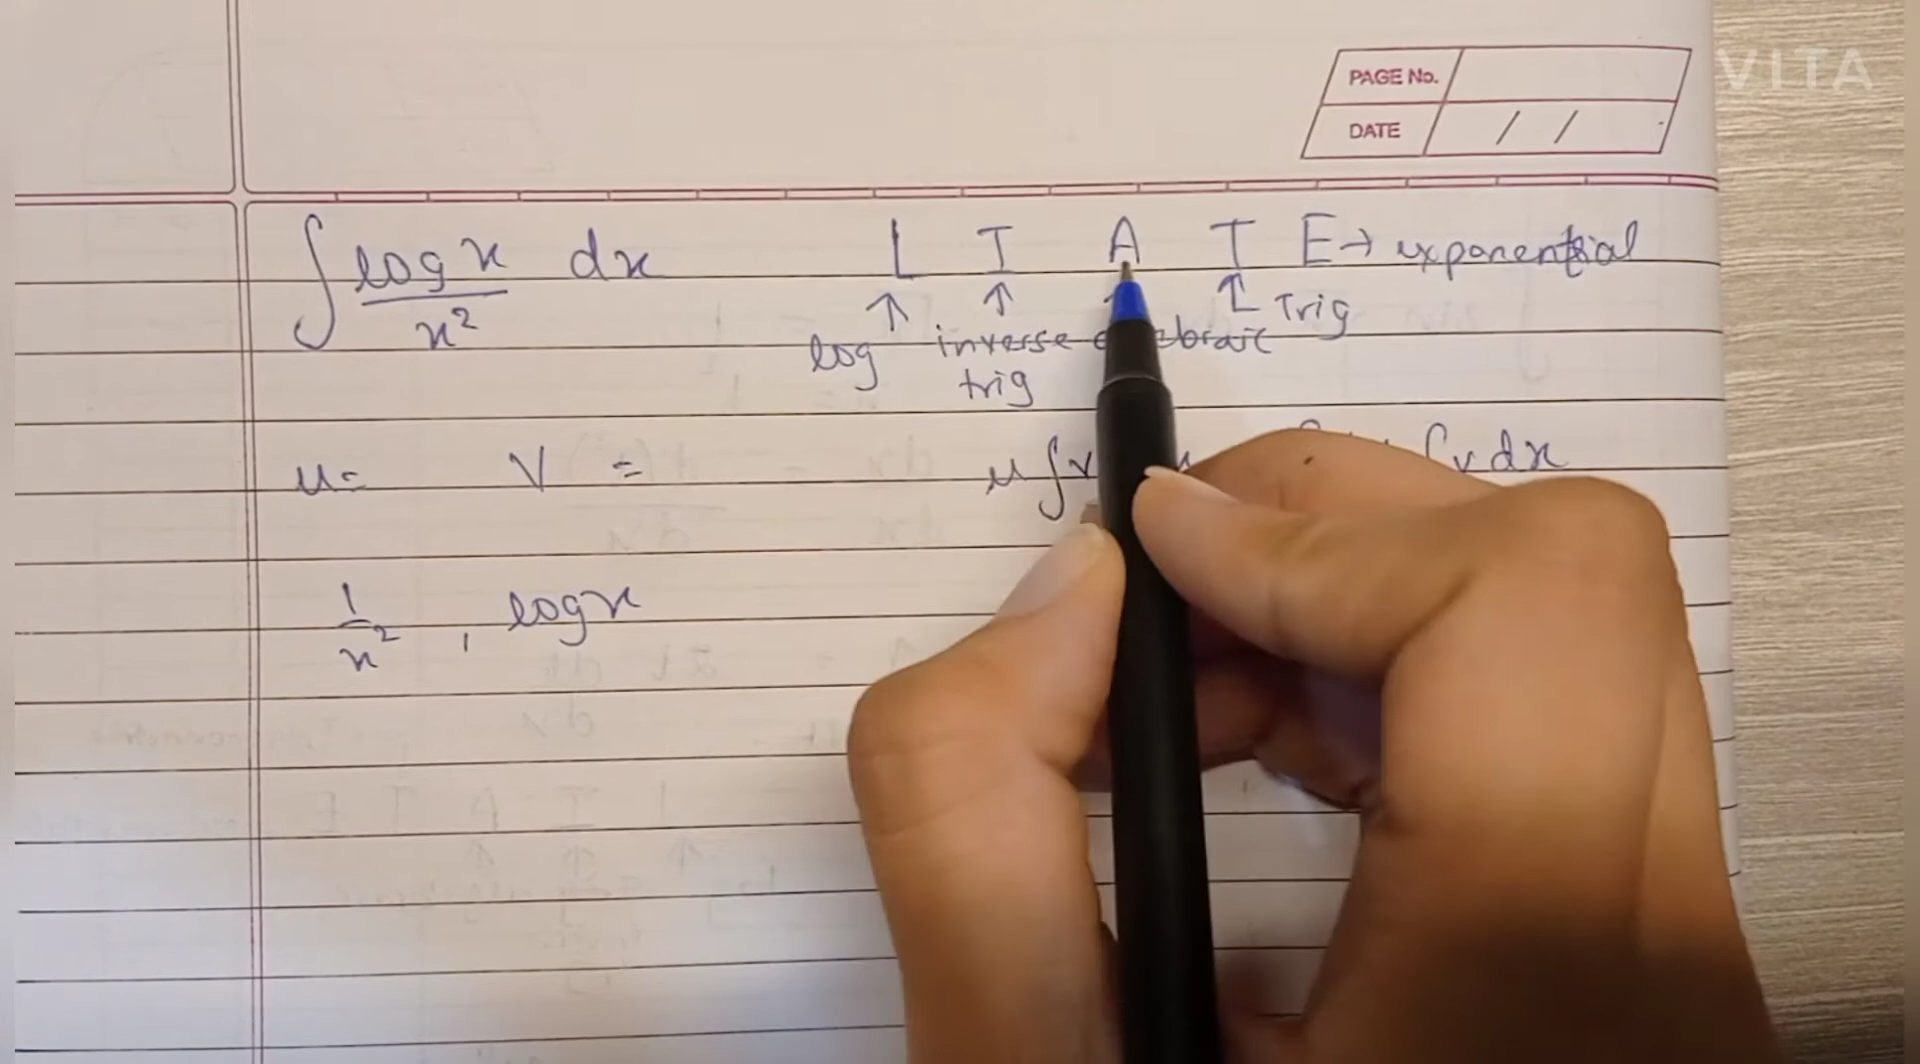 VITA
PAGE No.
DATE / /
∫ log x / x² dx L I A T E → exponential
↑ ↑ ↑ Trig
log inverse
trig
u = v = u ∫ v ∫ v dx
1/x² , log x